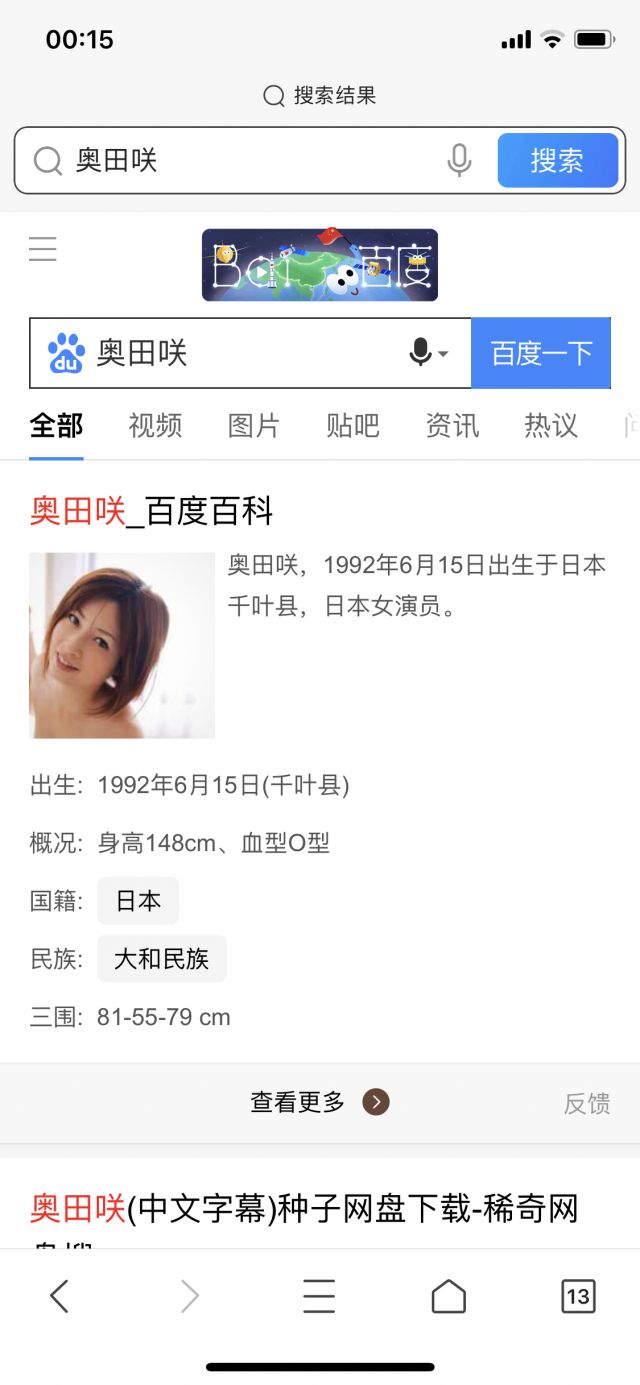 00:15
搜索结果
奥田咲
搜索
Bai 百度
du 奥田咲
百度一下
全部 视频 图片 贴吧 资讯 热议
奥田咲_百度百科
奥田咲，1992年6月15日出生于日本
千叶县，日本女演员。
出生: 1992年6月15日(千叶县)
概况: 身高148cm、血型O型
国籍: 日本
民族: 大和民族
三围: 81-55-79 cm
查看更多
反馈
奥田咲(中文字幕)种子网盘下载-稀奇网
13